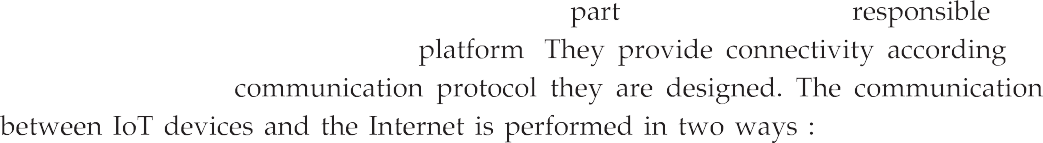 part responsible
platform They provide connectivity according
communication protocol they are designed. The communication
between IoT devices and the Internet is performed in two ways :